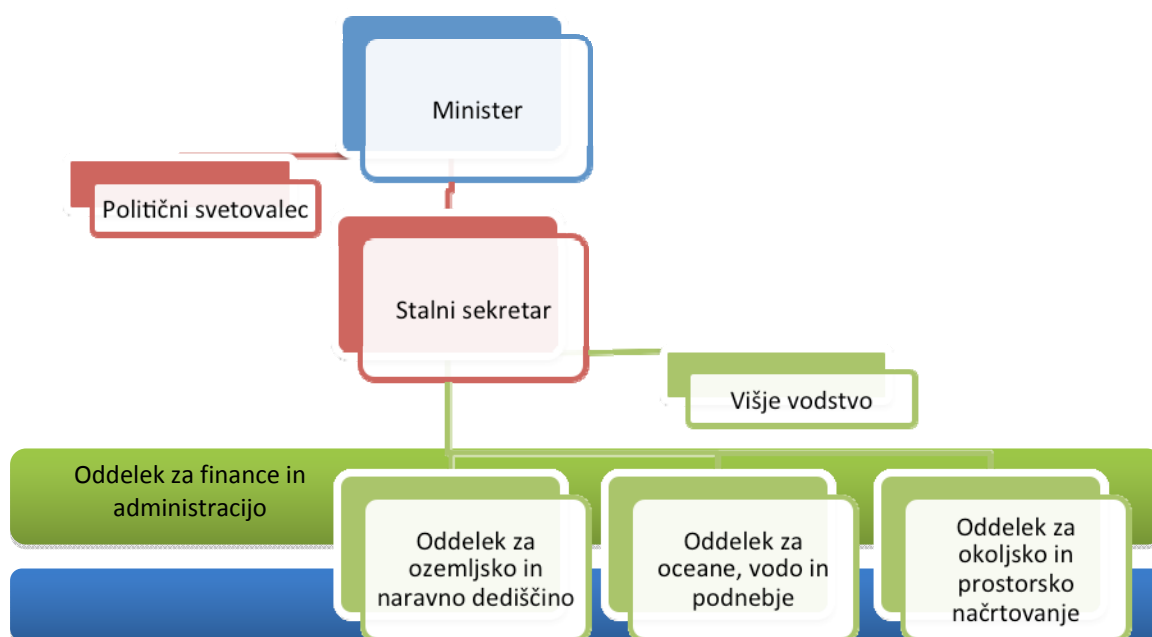 Minister
Politični svetovalec
Stalni sekretar
Višje vodstvo
Oddelek za finance in
administracijo
Oddelek za
ozemljsko in
naravno dediščino
Oddelek za
oceane, vodo in
podnebje
Oddelek za
okoljsko in
prostorsko
načrtovanje